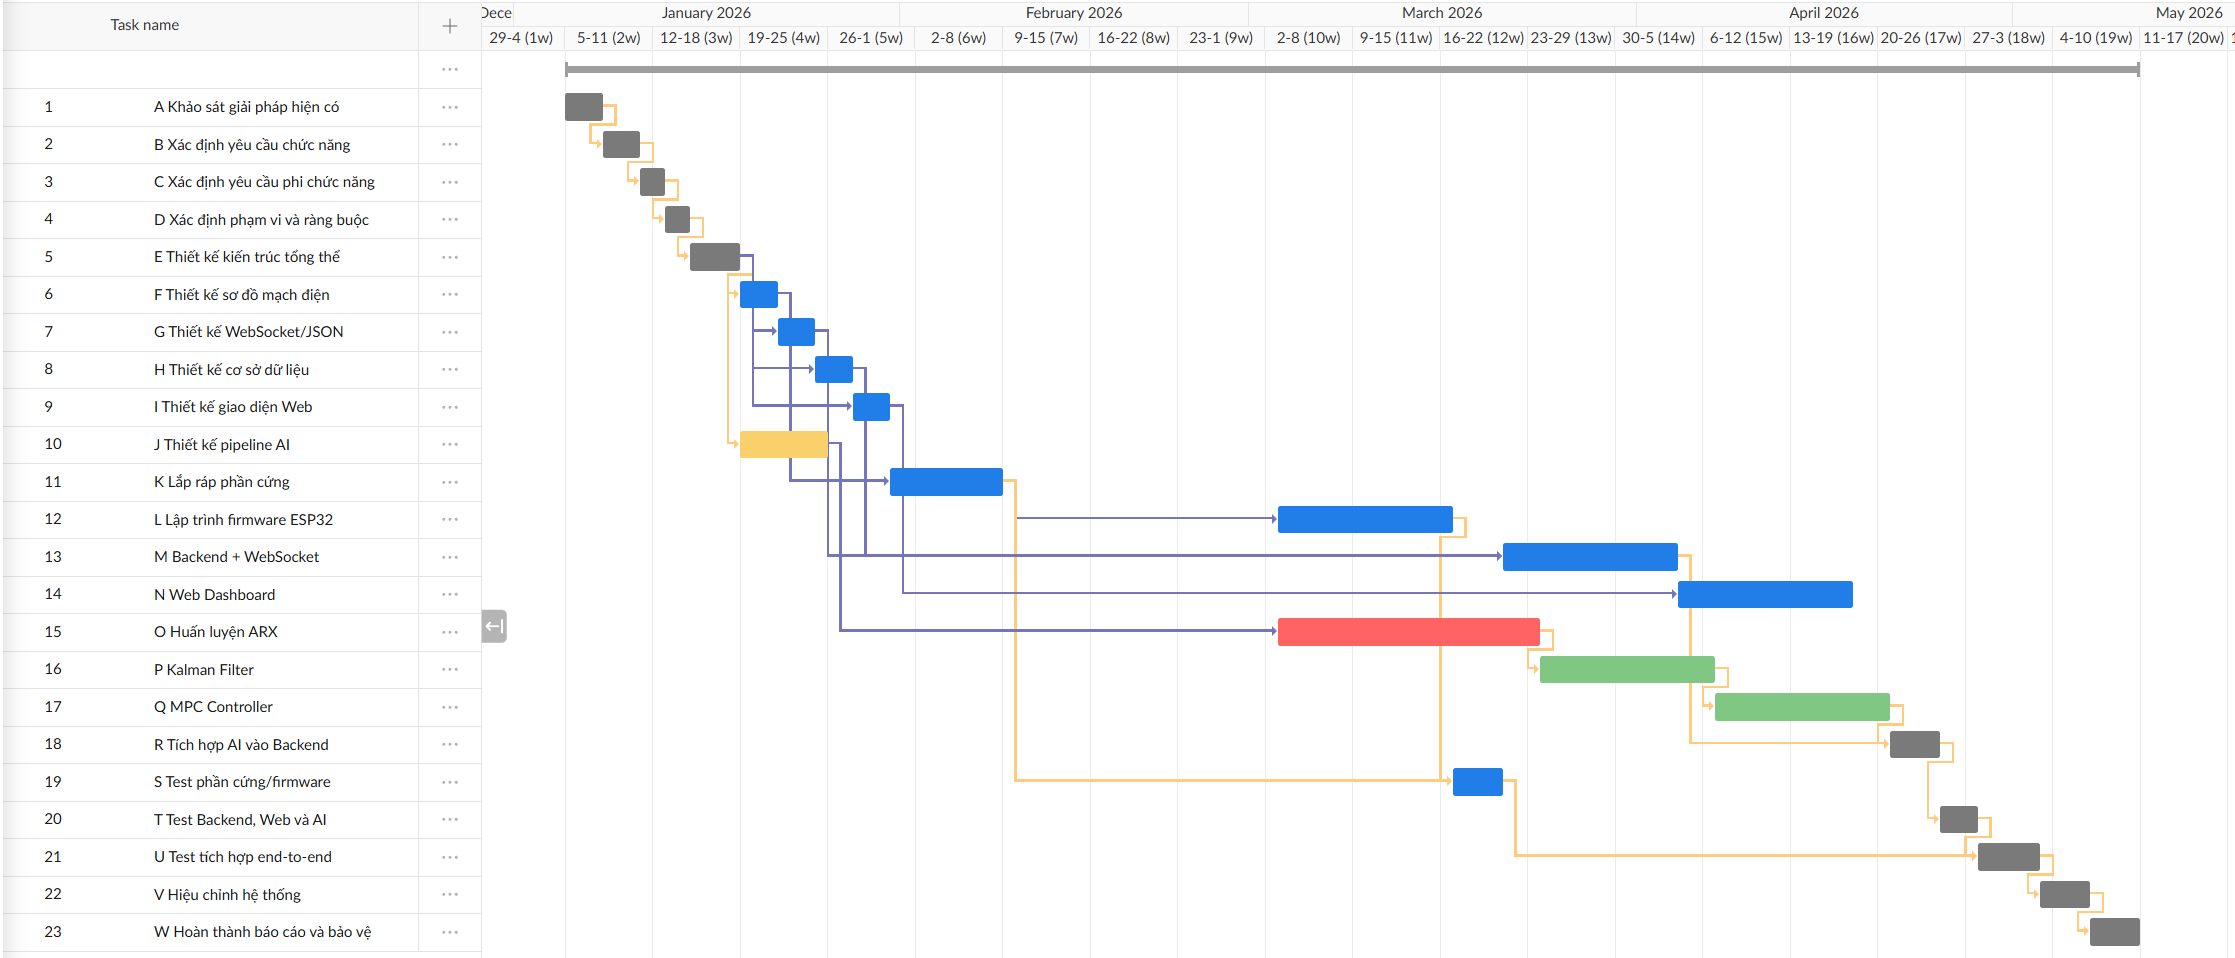 Task name
Dece
January 2026
February 2026
March 2026
April 2026
May 2026
29-4 (1w)
5-11 (2w)
12-18 (3w)
19-25 (4w)
26-1 (5w)
2-8 (6w)
9-15 (7w)
16-22 (8w)
23-1 (9w)
2-8 (10w)
9-15 (11w)
16-22 (12w)
23-29 (13w)
30-5 (14w)
6-12 (15w)
13-19 (16w)
20-26 (17w)
27-3 (18w)
4-10 (19w)
11-17 (20w)
1 A Khảo sát giải pháp hiện có
2 B Xác định yêu cầu chức năng
3 C Xác định yêu cầu phi chức năng
4 D Xác định phạm vi và ràng buộc
5 E Thiết kế kiến trúc tổng thể
6 F Thiết kế sơ đồ mạch điện
7 G Thiết kế WebSocket/JSON
8 H Thiết kế cơ sở dữ liệu
9 I Thiết kế giao diện Web
10 J Thiết kế pipeline AI
11 K Lắp ráp phần cứng
12 L Lập trình firmware ESP32
13 M Backend + WebSocket
14 N Web Dashboard
15 O Huấn luyện ARX
16 P Kalman Filter
17 Q MPC Controller
18 R Tích hợp AI vào Backend
19 S Test phần cứng/firmware
20 T Test Backend, Web và AI
21 U Test tích hợp end-to-end
22 V Hiệu chỉnh hệ thống
23 W Hoàn thành báo cáo và bảo vệ